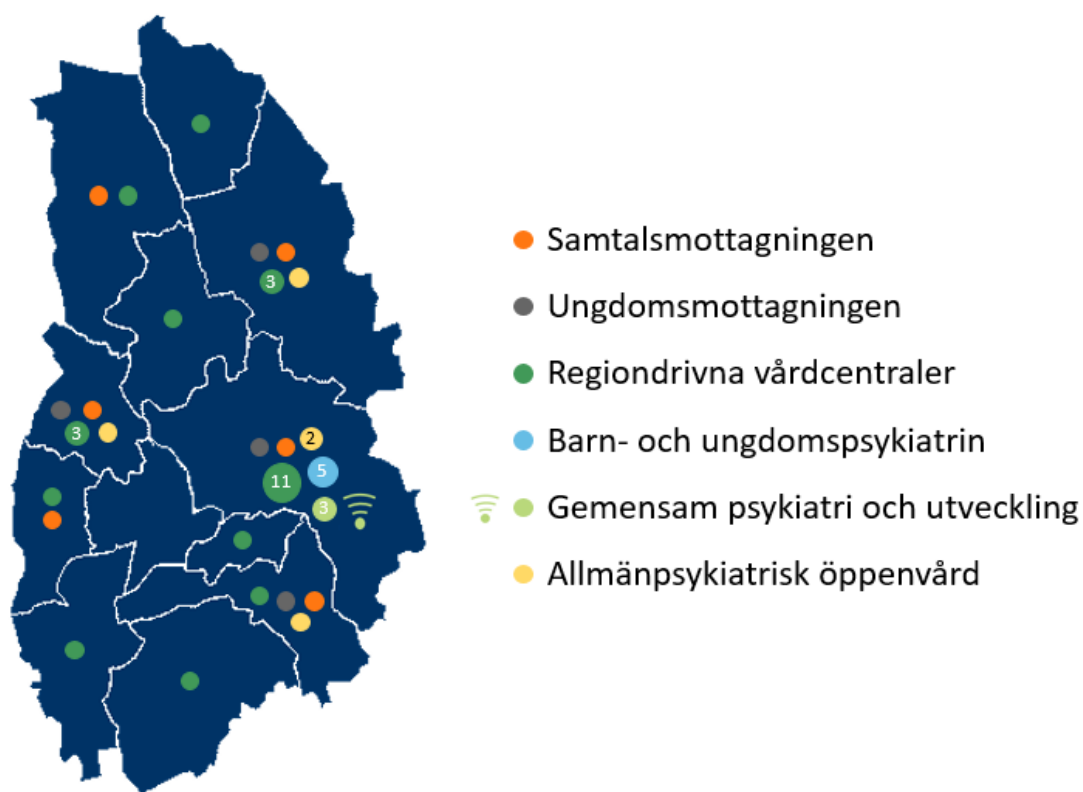 3
3
2
11
5
3
Samtalsmottagningen
Ungdomsmottagningen
Regiondrivna vårdcentraler
Barn- och ungdomspsykiatrin
Gemensam psykiatri och utveckling
Allmänpsykiatrisk öppenvård